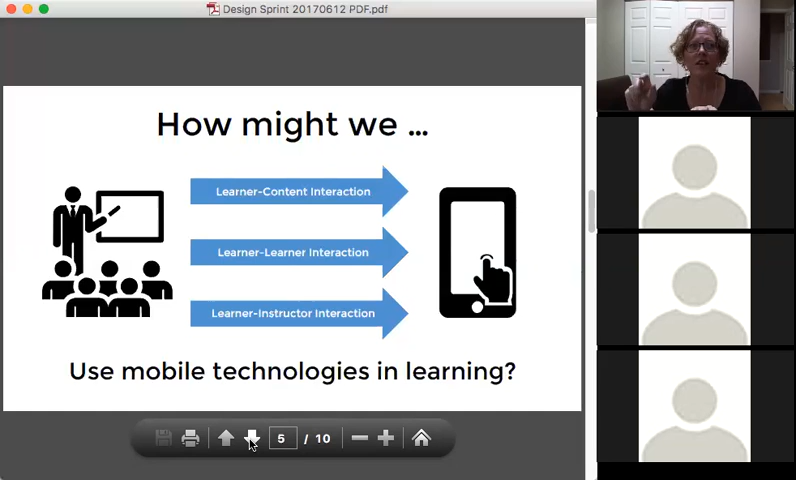 Design Sprint 20170612 PDF.pdf
How might we ...
Learner-Content Interaction
Learner-Learner Interaction
Learner-Instructor Interaction
Use mobile technologies in learning?
5 / 10